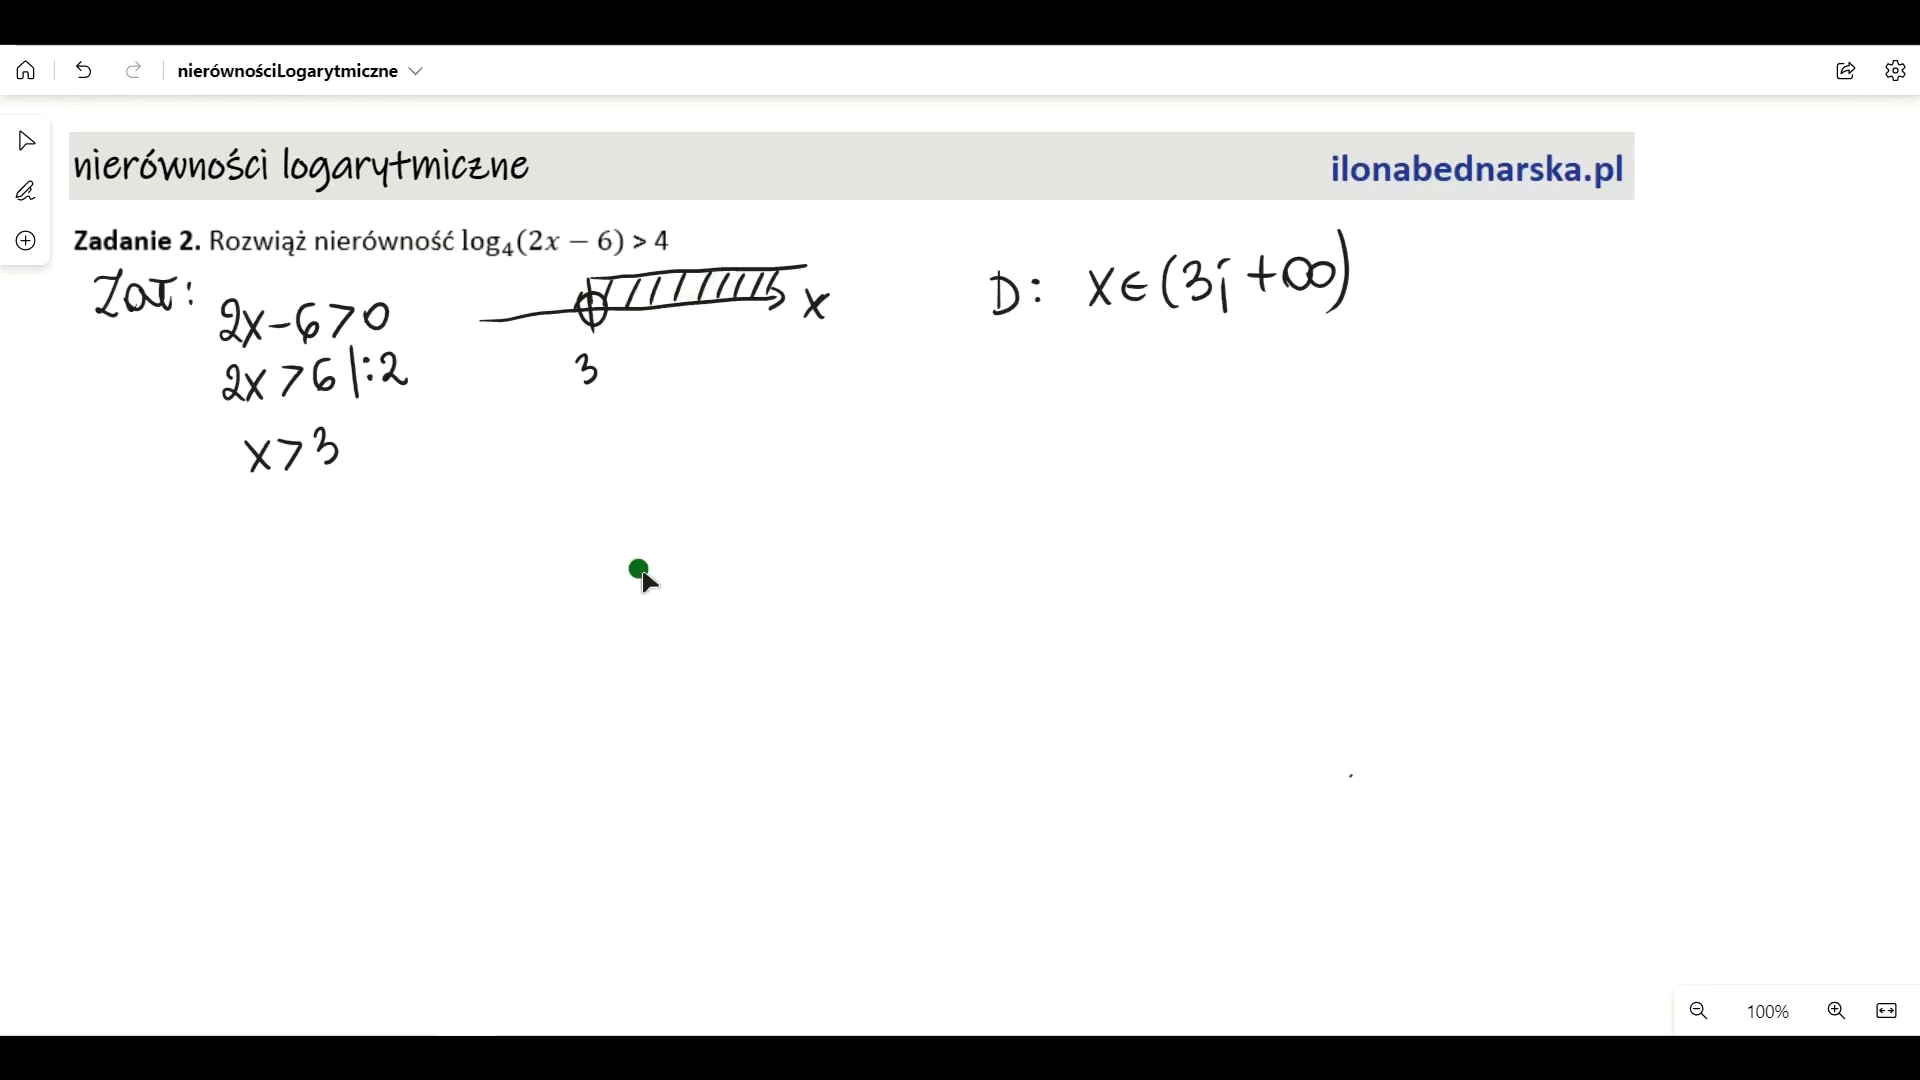 nierównościLogarytmiczne
nierówności logarytmiczne
ilonabednarska.pl
Zadanie 2. Rozwiąż nierówność log₄(2x − 6) > 4
Zał:
2x-6>0
2x>6 |:2
x>3
x
3
D: x∈(3; +∞)
100%